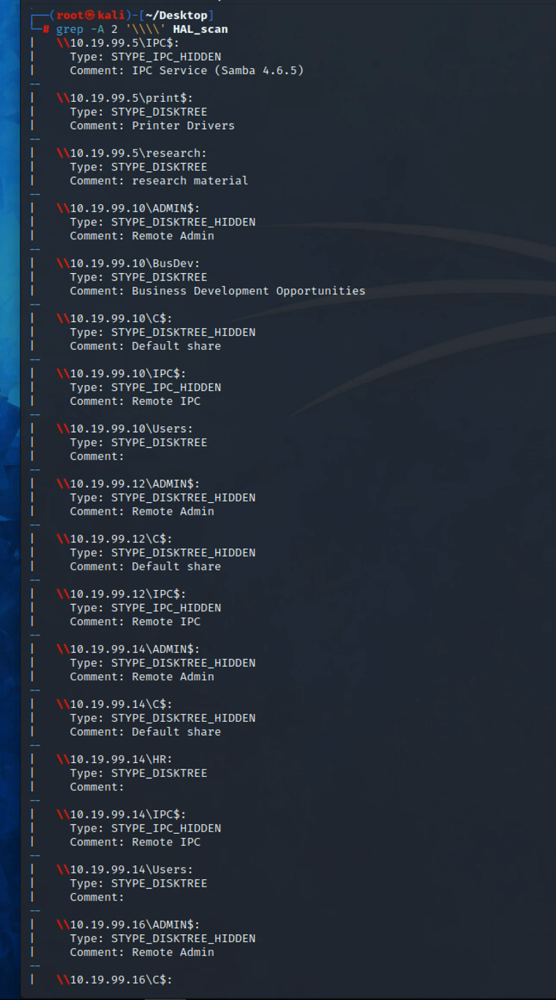 ┌──(root㉿kali)-[~/Desktop]
└─# grep -A 2 '\\\\' HAL_scan
|   \\10.19.99.5\IPC$:
|     Type: STYPE_IPC_HIDDEN
|     Comment: IPC Service (Samba 4.6.5)
--
|   \\10.19.99.5\print$:
|     Type: STYPE_DISKTREE
|     Comment: Printer Drivers
--
|   \\10.19.99.5\research:
|     Type: STYPE_DISKTREE
|     Comment: research material
--
|   \\10.19.99.10\ADMIN$:
|     Type: STYPE_DISKTREE_HIDDEN
|     Comment: Remote Admin
--
|   \\10.19.99.10\BusDev:
|     Type: STYPE_DISKTREE
|     Comment: Business Development Opportunities
--
|   \\10.19.99.10\C$:
|     Type: STYPE_DISKTREE_HIDDEN
|     Comment: Default share
--
|   \\10.19.99.10\IPC$:
|     Type: STYPE_IPC_HIDDEN
|     Comment: Remote IPC
--
|   \\10.19.99.10\Users:
|     Type: STYPE_DISKTREE
|     Comment:
--
|   \\10.19.99.12\ADMIN$:
|     Type: STYPE_DISKTREE_HIDDEN
|     Comment: Remote Admin
--
|   \\10.19.99.12\C$:
|     Type: STYPE_DISKTREE_HIDDEN
|     Comment: Default share
--
|   \\10.19.99.12\IPC$:
|     Type: STYPE_IPC_HIDDEN
|     Comment: Remote IPC
--
|   \\10.19.99.14\ADMIN$:
|     Type: STYPE_DISKTREE_HIDDEN
|     Comment: Remote Admin
--
|   \\10.19.99.14\C$:
|     Type: STYPE_DISKTREE_HIDDEN
|     Comment: Default share
--
|   \\10.19.99.14\HR:
|     Type: STYPE_DISKTREE
|     Comment:
--
|   \\10.19.99.14\IPC$:
|     Type: STYPE_IPC_HIDDEN
|     Comment: Remote IPC
--
|   \\10.19.99.14\Users:
|     Type: STYPE_DISKTREE
|     Comment:
--
|   \\10.19.99.16\ADMIN$:
|     Type: STYPE_DISKTREE_HIDDEN
|     Comment: Remote Admin
--
|   \\10.19.99.16\C$: